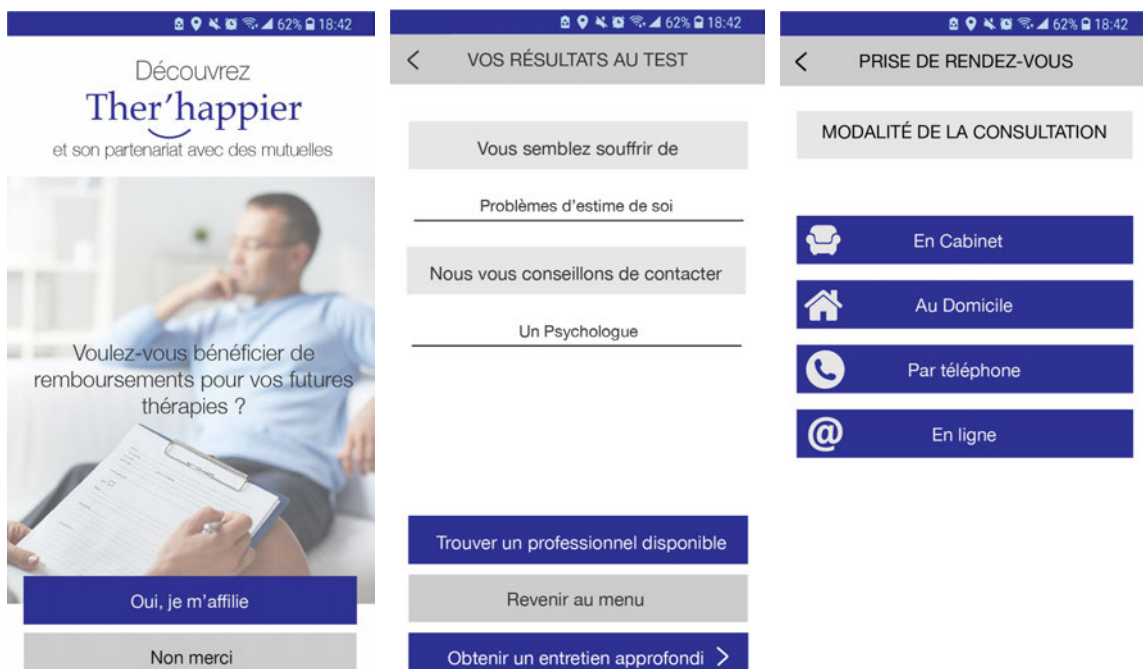 62% 18:42
Découvrez
Ther'happier
et son partenariat avec des mutuelles
Voulez-vous bénéficier de
remboursements pour vos futures
thérapies ?
Oui, je m'affilie
Non merci
62% 18:42
VOS RÉSULTATS AU TEST
Vous semblez souffrir de
Problèmes d'estime de soi
Nous vous conseillons de contacter
Un Psychologue
Trouver un professionnel disponible
Revenir au menu
Obtenir un entretien approfondi
62% 18:42
PRISE DE RENDEZ-VOUS
MODALITÉ DE LA CONSULTATION
En Cabinet
Au Domicile
Par téléphone
@ En ligne